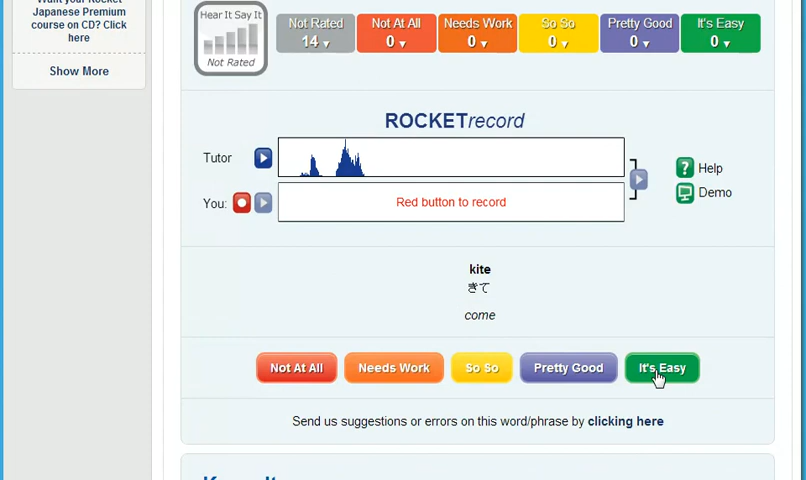 Want your Rocket
Japanese Premium
course on CD? Click
here
Show More
Hear It Say It
Not Rated
Not Rated
14 ▼
Not At All
0 ▼
Needs Work
0 ▼
So So
0 ▼
Pretty Good
0 ▼
It's Easy
0 ▼
ROCKETrecord
Tutor
? Help
You:
Red button to record
Demo
kite
きて
come
Not At All
Needs Work
So So
Pretty Good
It's Easy
Send us suggestions or errors on this word/phrase by clicking here